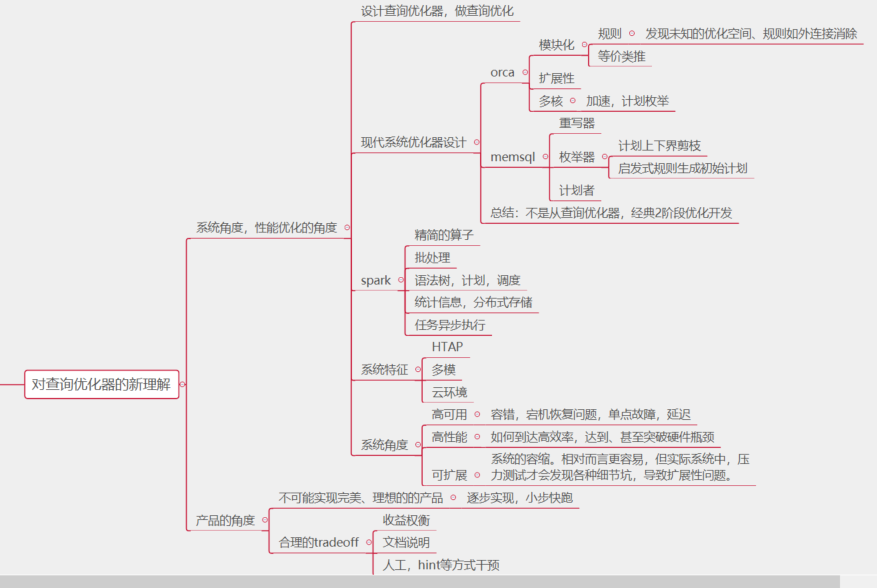 设计查询优化器，做查询优化
规则
发现未知的优化空间、规则如外连接消除
模块化
等价类推
orca
扩展性
多核
加速，计划枚举
重写器
现代系统优化器设计
计划上下界剪枝
memsql
枚举器
启发式规则生成初始计划
计划者
总结：不是从查询优化器，经典2阶段优化开发
系统角度，性能优化的角度
精简的算子
批处理
spark
语法树，计划，调度
统计信息，分布式存储
任务异步执行
HTAP
系统特征
多模
对查询优化器的新理解
云环境
高可用
容错，宕机恢复问题，单点故障，延迟
高性能
如何到达高效率，达到、甚至突破硬件瓶颈
系统角度
系统的容缩。相对而言更容易，但实际系统中，压
可扩展
力测试才会发现各种细节坑，导致扩展性问题。
不可能实现完美、理想的的产品
逐步实现，小步快跑
产品的角度
收益权衡
合理的tradeoff
文档说明
人工，hint等方式干预